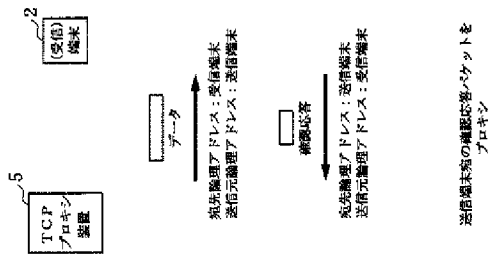 5
TCP
プロキシ
装置
2
(受信)
端末
データ
宛先論理アドレス:受信端末
送信元論理アドレス:送信端末
確認応答
宛先論理アドレス:送信端末
送信元論理アドレス:受信端末
送信端末宛の確認応答パケットを
プロキシ